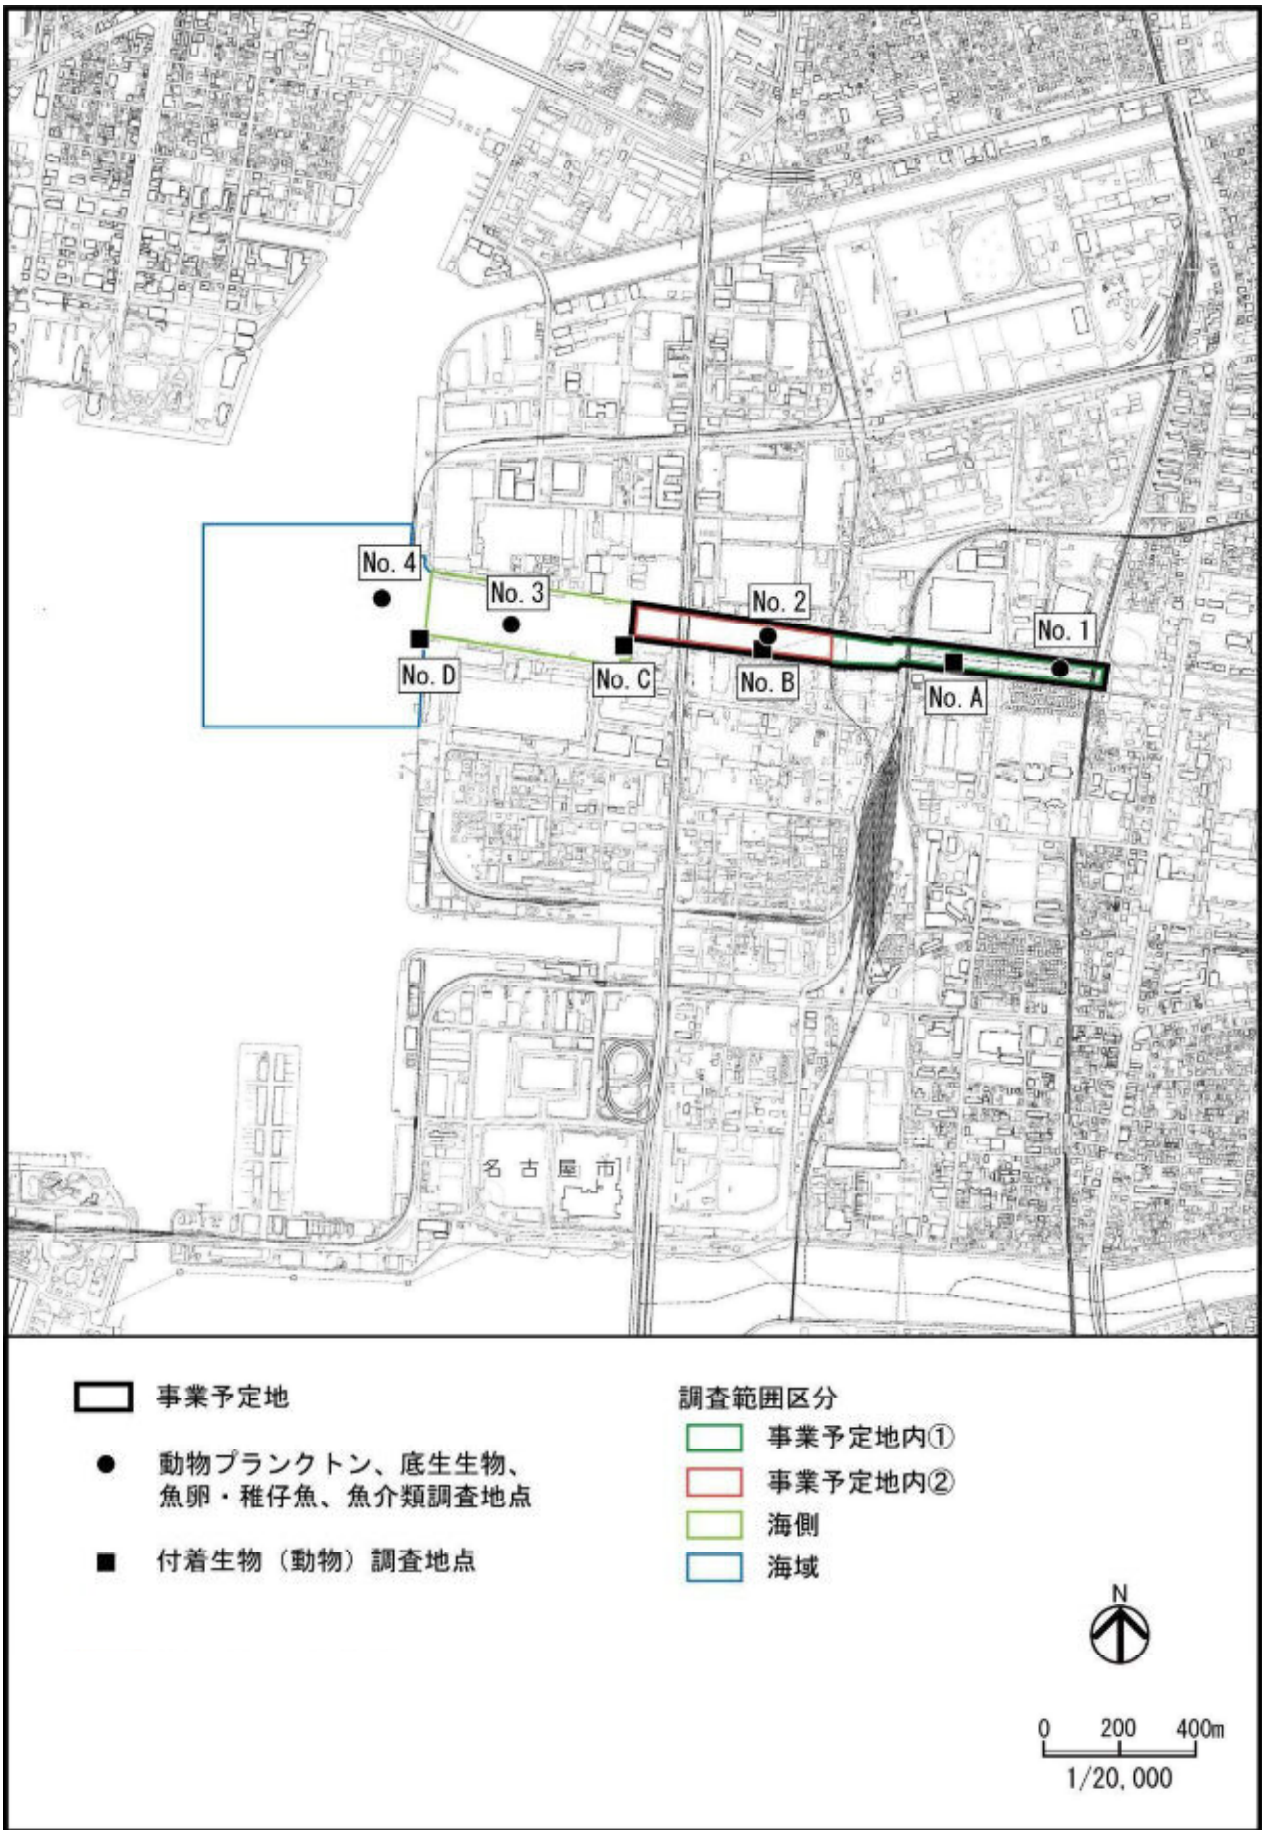 No. 4
No. 3
No. 2
No. 1
No. D
No. C
No. B
No. A
名古屋市
事業予定地
動物プランクトン、底生生物、
魚卵・稚仔魚、魚介類調査地点
付着生物（動物）調査地点
調査範囲区分
事業予定地内①
事業予定地内②
海側
海域
N
0 200 400m
1/20,000